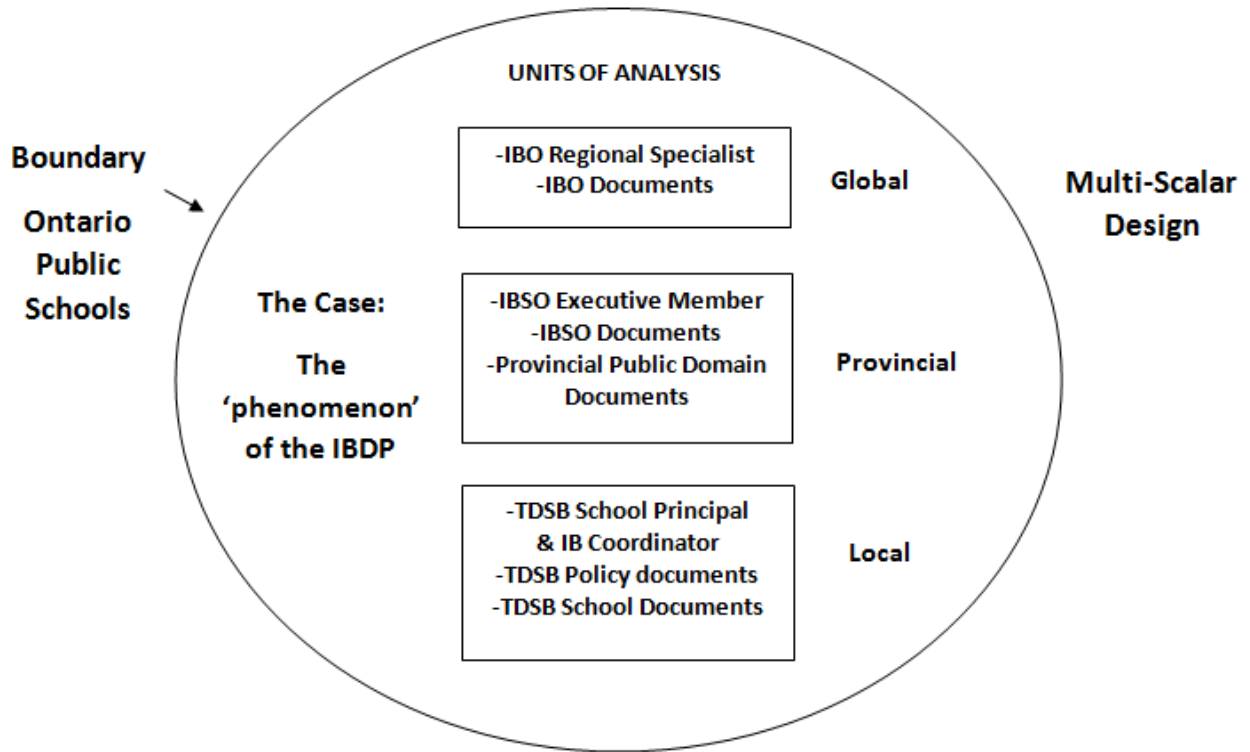 UNITS OF ANALYSIS
Boundary
Ontario
Public
Schools
The Case:
The
‘phenomenon’
of the IBDP
-IBO Regional Specialist
-IBO Documents
Global
-IBSO Executive Member
-IBSO Documents
-Provincial Public Domain
Documents
Provincial
-TDSB School Principal
& IB Coordinator
-TDSB Policy documents
-TDSB School Documents
Local
Multi-Scalar
Design